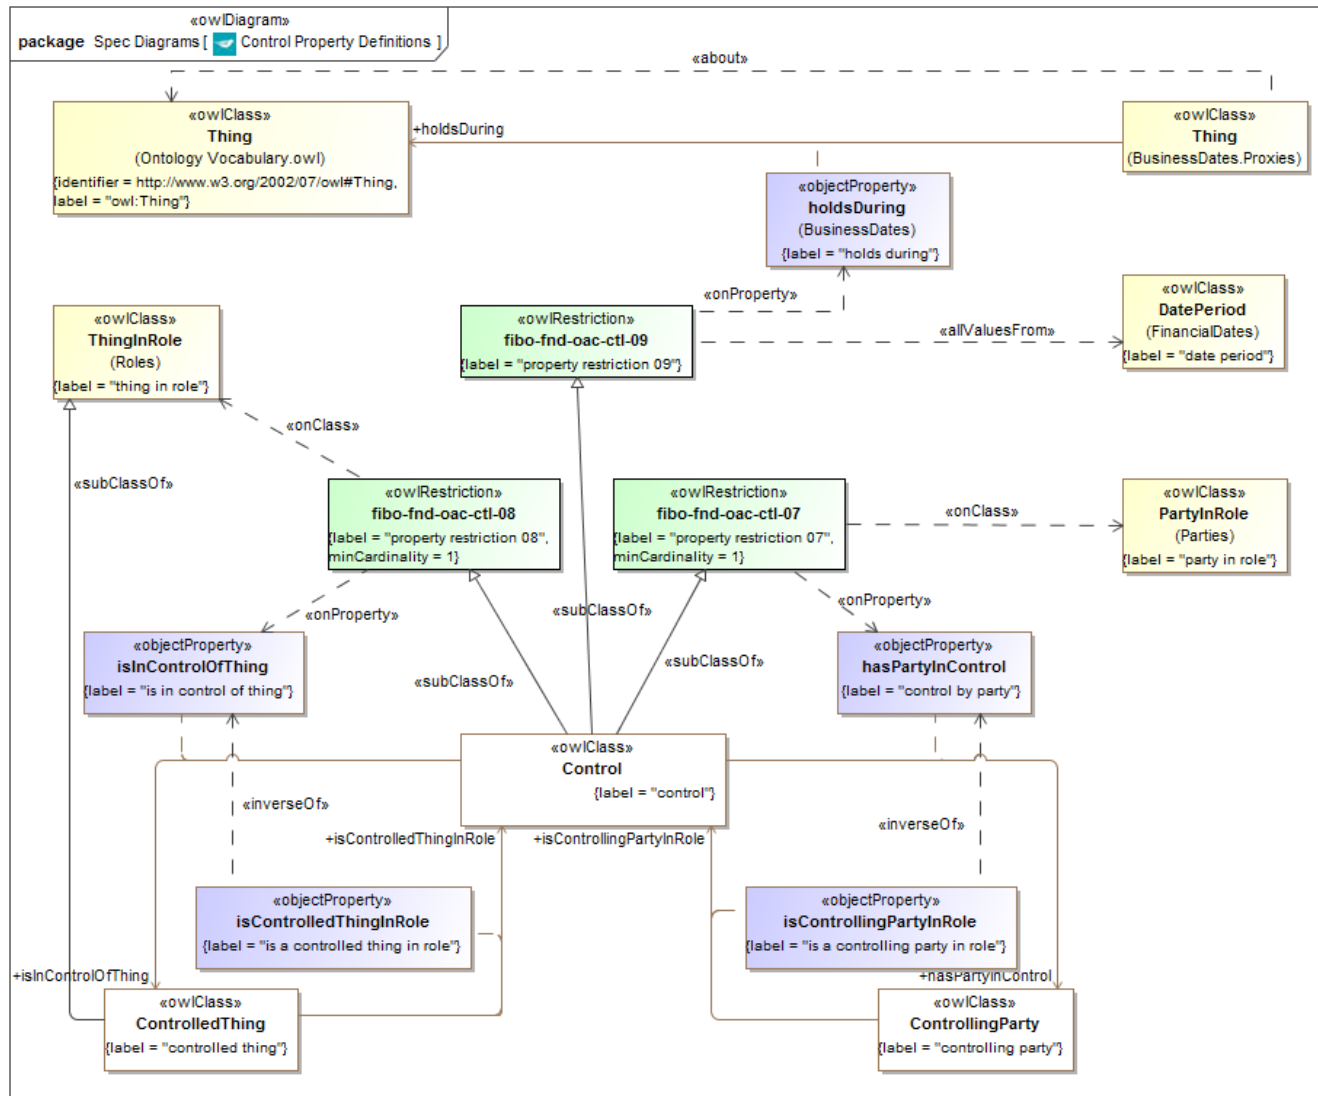 «owlDiagram»
package Spec Diagrams [ Control Property Definitions ]
«about»
«owlClass»
Thing
(Ontology Vocabulary.owl)
{identifier = http://www.w3.org/2002/07/owl#Thing,
label = "owl:Thing"}
+holdsDuring
«owlClass»
Thing
(BusinessDates.Proxies)
«objectProperty»
holdsDuring
(BusinessDates)
{label = "holds during"}
«onProperty»
«owlClass»
DatePeriod
(FinancialDates)
{label = "date period"}
«owlClass»
ThingInRole
(Roles)
{label = "thing in role"}
«owlRestriction»
fibo-fnd-oac-ctl-09
{label = "property restriction 09"}
«allValuesFrom»
«onClass»
«subClassOf»
«owlRestriction»
fibo-fnd-oac-ctl-08
{label = "property restriction 08",
minCardinality = 1}
«owlRestriction»
fibo-fnd-oac-ctl-07
{label = "property restriction 07",
minCardinality = 1}
«onClass»
«owlClass»
PartyInRole
(Parties)
{label = "party in role"}
«onProperty»
«subClassOf»
«onProperty»
«objectProperty»
isInControlOfThing
{label = "is in control of thing"}
«subClassOf»
«subClassOf»
«objectProperty»
hasPartyInControl
{label = "control by party"}
«owlClass»
Control
{label = "control"}
«inverseOf»
+isControlledThingInRole
+isControllingPartyInRole
«inverseOf»
«objectProperty»
isControlledThingInRole
{label = "is a controlled thing in role"}
«objectProperty»
isControllingPartyInRole
{label = "is a controlling party in role"}
+isInControlOfThing
+hasPartyInControl
«owlClass»
ControlledThing
{label = "controlled thing"}
«owlClass»
ControllingParty
{label = "controlling party"}